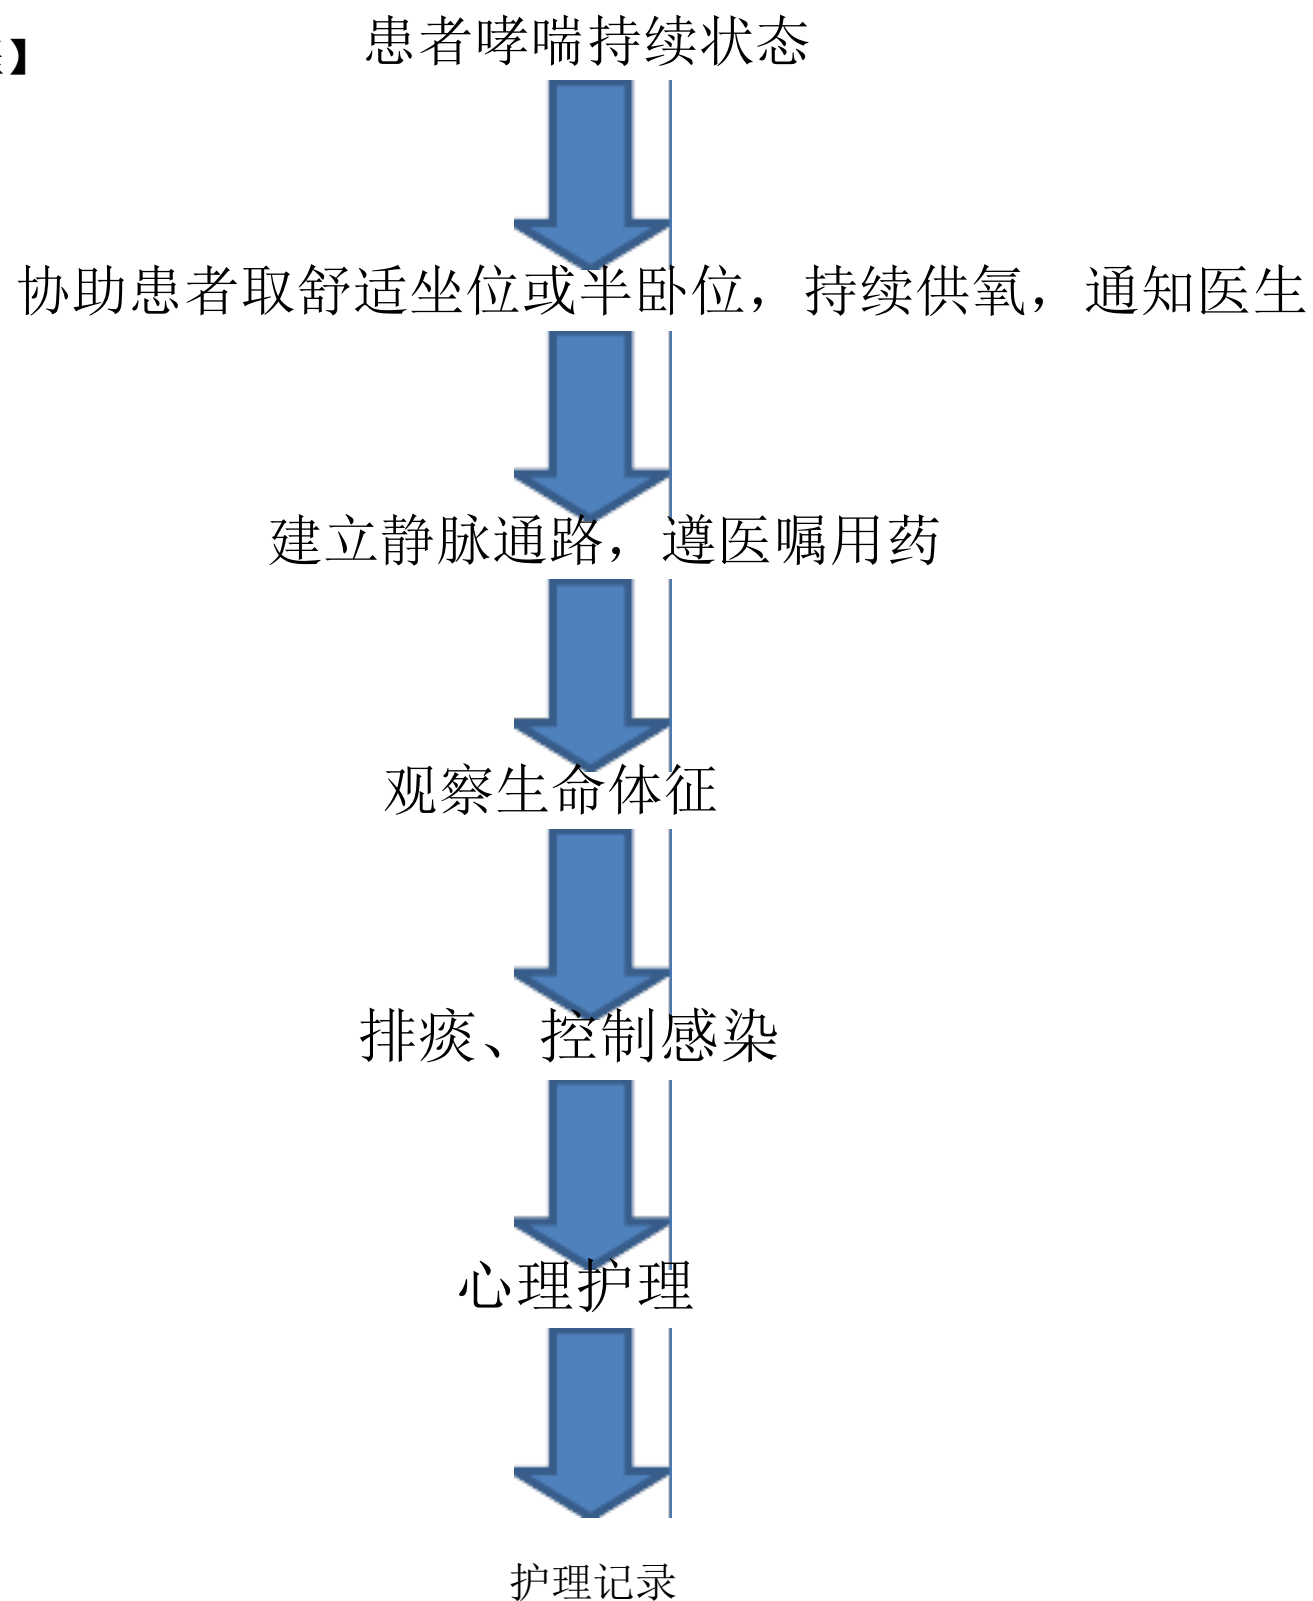 】
患者哮喘持续状态
协助患者取舒适坐位或半卧位，持续供氧，通知医生
建立静脉通路，遵医嘱用药
观察生命体征
排痰、控制感染
心理护理
护理记录